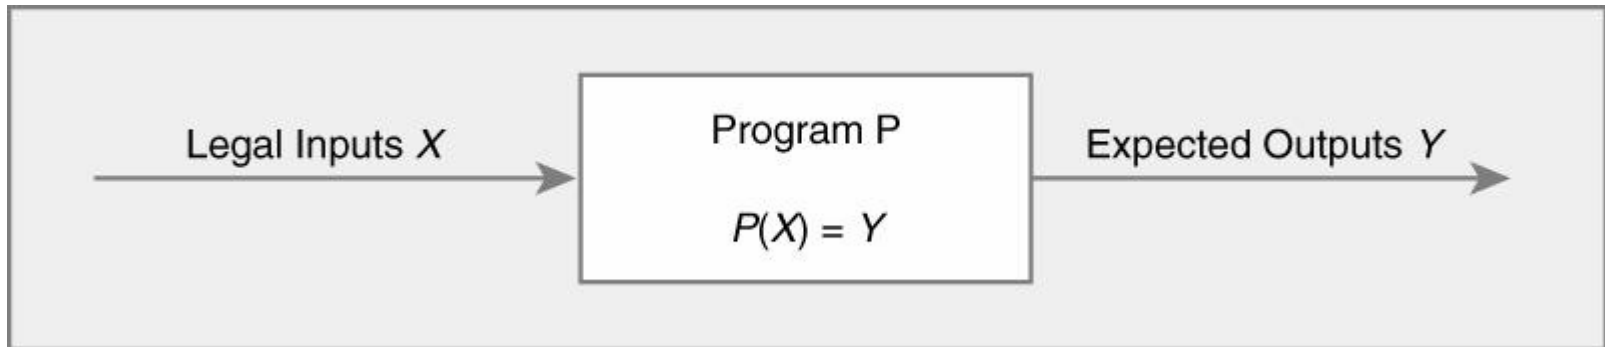 Legal Inputs X
Program P
P(X) = Y
Expected Outputs Y